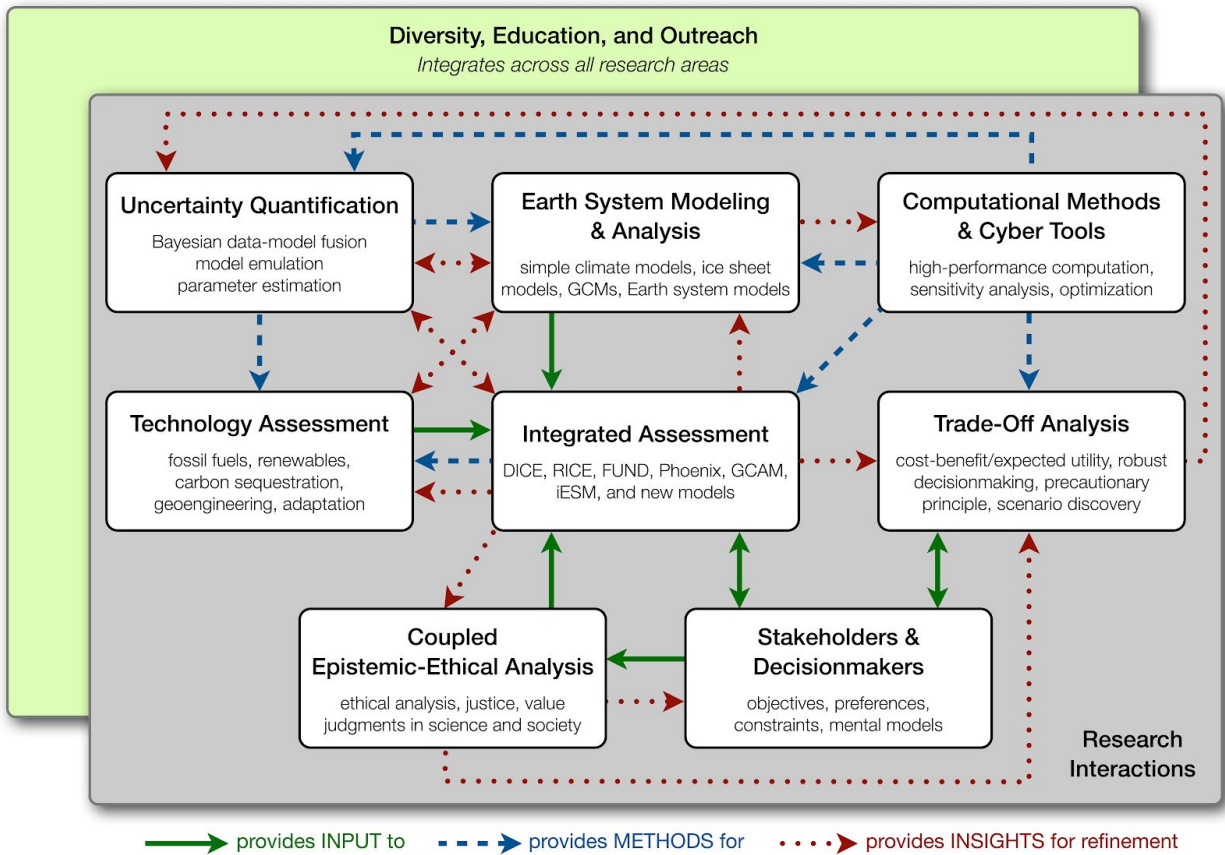 Diversity, Education, and Outreach
Integrates across all research areas
Uncertainty Quantification
Bayesian data-model fusion
model emulation
parameter estimation
Earth System Modeling
& Analysis
simple climate models, ice sheet
models, GCMs, Earth system models
Computational Methods
& Cyber Tools
high-performance computation,
sensitivity analysis, optimization
Technology Assessment
fossil fuels, renewables,
carbon sequestration,
geoengineering, adaptation
Integrated Assessment
DICE, RICE, FUND, Phoenix, GCAM,
iESM, and new models
Trade-Off Analysis
cost-benefit/expected utility, robust
decisionmaking, precautionary
principle, scenario discovery
Coupled
Epistemic-Ethical Analysis
ethical analysis, justice, value
judgments in science and society
Stakeholders &
Decisionmakers
objectives, preferences,
constraints, mental models
Research
Interactions
provides INPUT to
provides METHODS for
provides INSIGHTS for refinement